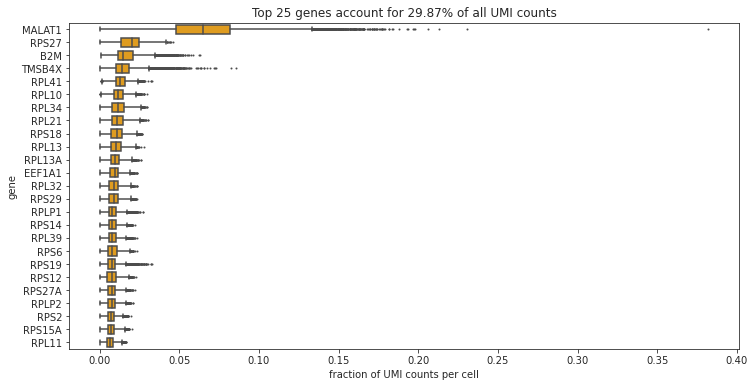 Top 25 genes account for 29.87% of all UMI counts
MALAT1
RPS27
B2M
TMSB4X
RPL41
RPL10
RPL34
RPL21
RPS18
RPL13
RPL13A
EEF1A1
RPL32
RPS29
RPLP1
RPS14
RPL39
RPS6
RPS19
RPS12
RPS27A
RPLP2
RPS2
RPS15A
RPL11
gene
0.00 0.05 0.10 0.15 0.20 0.25 0.30 0.35 0.40
fraction of UMI counts per cell